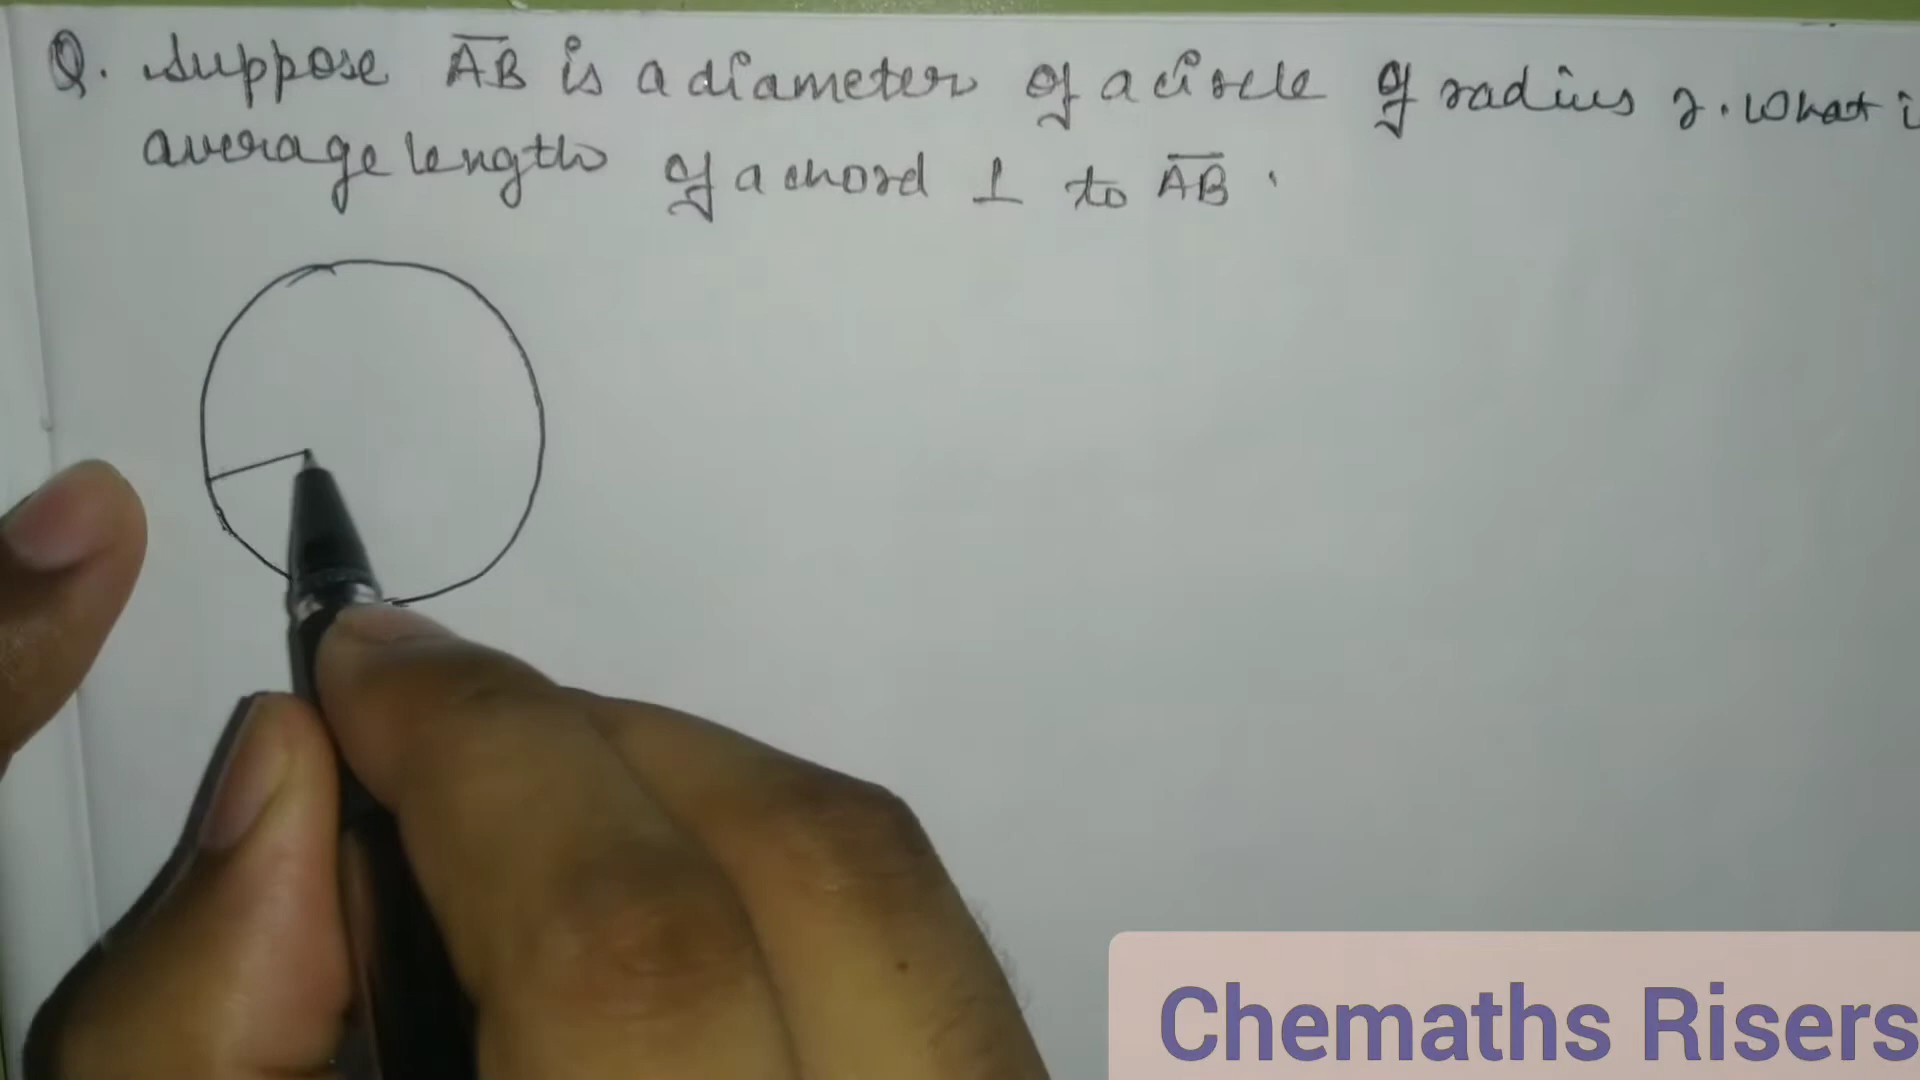 Q. Suppose AB is a diameter of a circle of radius r. What i
average length of a chord ⊥ to AB.
Chemaths Risers